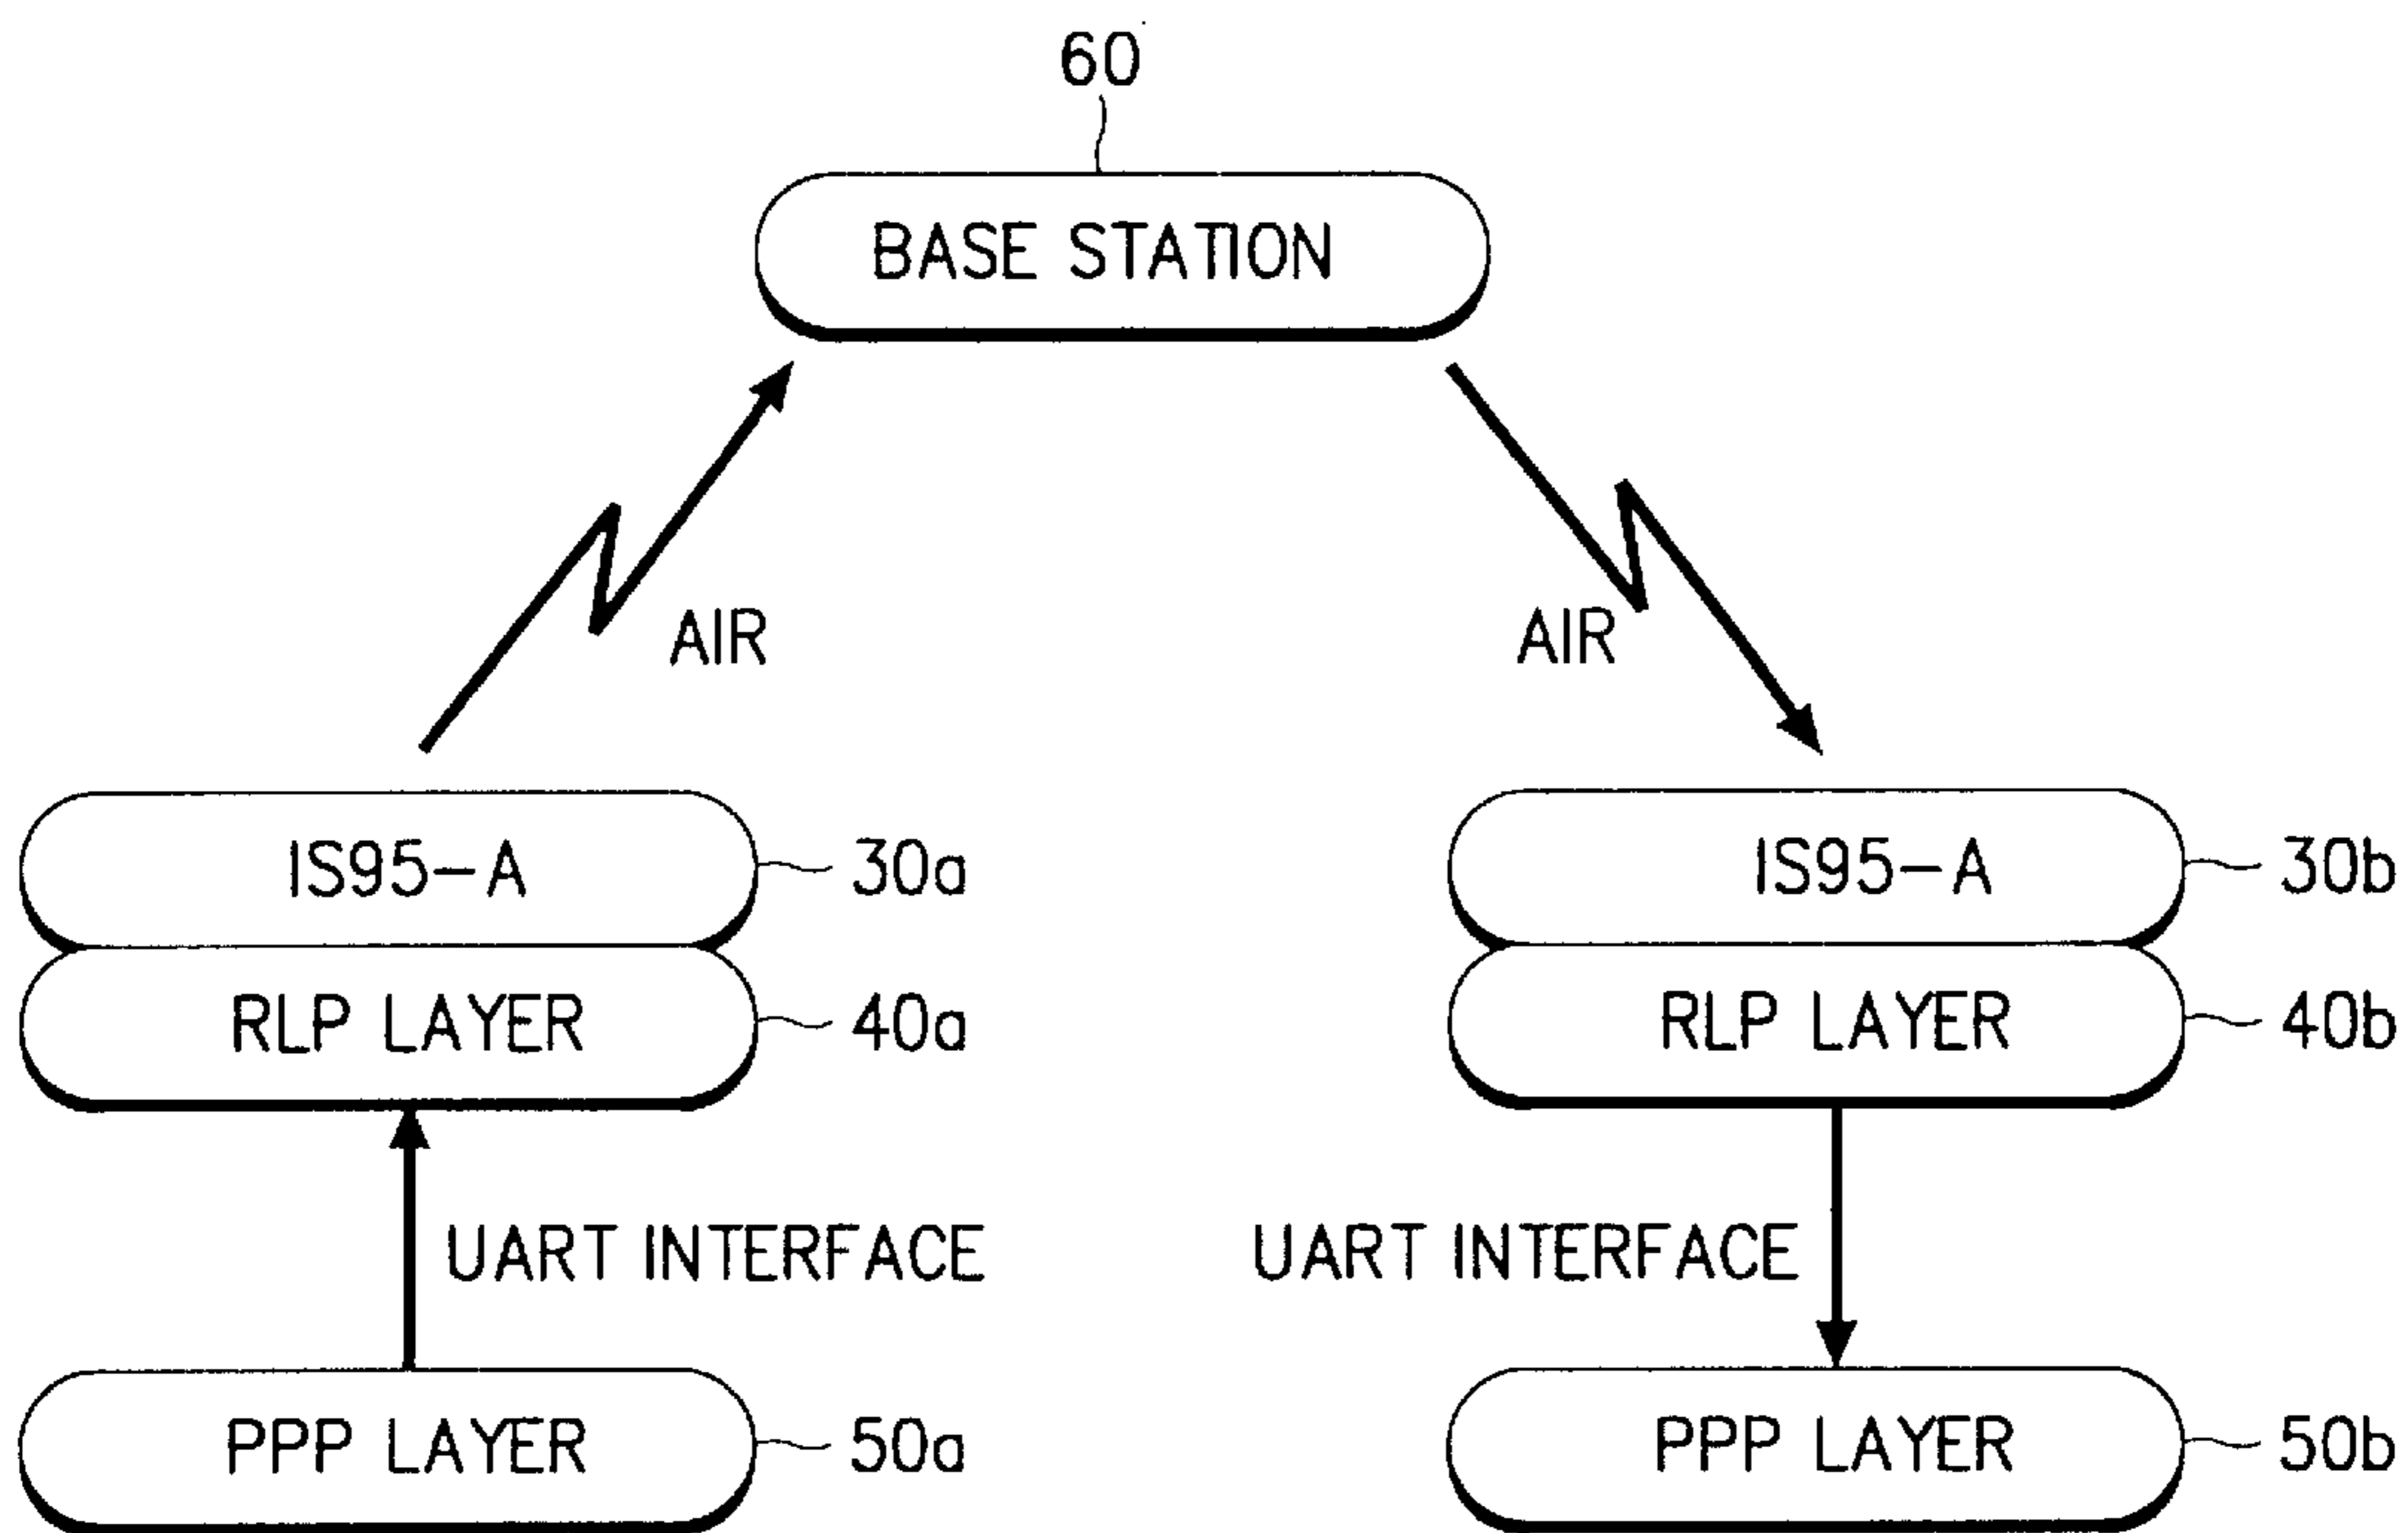 60
BASE STATION
AIR
AIR
IS95-A
30a
IS95-A
30b
RLP LAYER
40a
RLP LAYER
40b
UART INTERFACE
UART INTERFACE
PPP LAYER
50a
PPP LAYER
50b